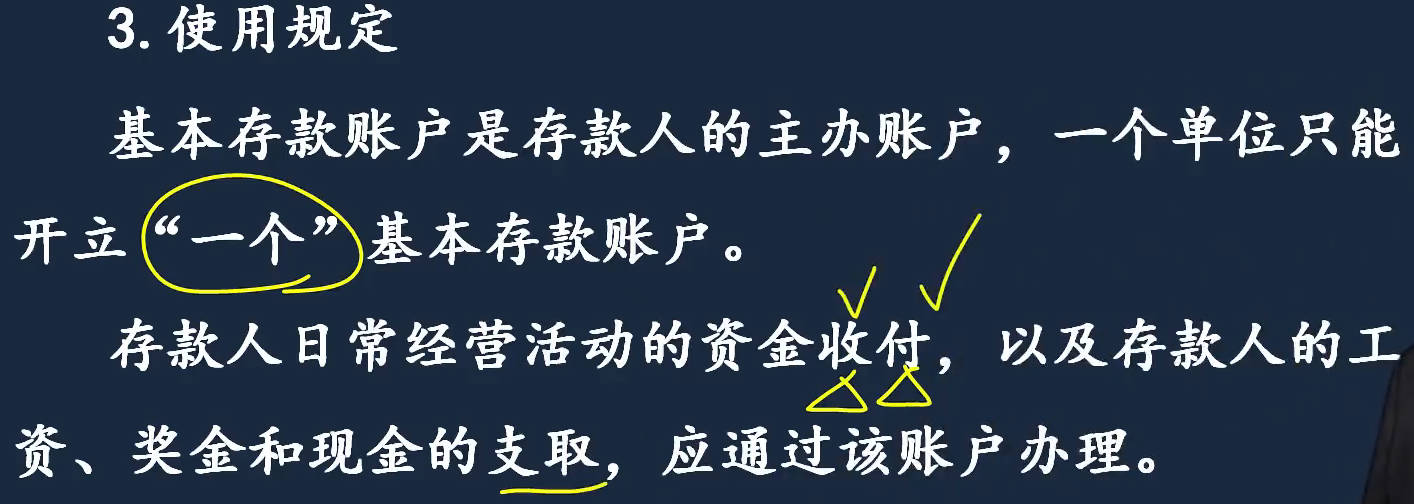 3. 使用规定
基本存款账户是存款人的主办账户，一个单位只能
开立“一个”基本存款账户。
存款人日常经营活动的资金收付，以及存款人的工
资、奖金和现金的支取，应通过该账户办理。